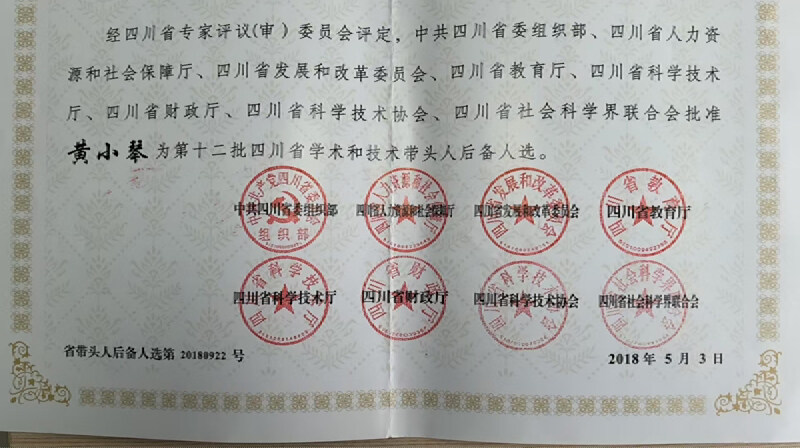 经四川省专家评议(审)委员会评定，中共四川省委组织部、四川省人力资
源和社会保障厅、四川省发展和改革委员会、四川省教育厅、四川省科学技术
厅、四川省财政厅、四川省科学技术协会、四川省社会科学界联合会批准
黄小琴为第十二批四川省学术和技术带头人后备人选。
中共四川省委组织部 四川省人力资源和社会保障厅 四川省发展和改革委员会 四川省教育厅
四川省科学技术厅 四川省财政厅 四川省科学技术协会 四川省社会科学界联合会
省带头人后备人选第 20180922 号
2018年5月3日